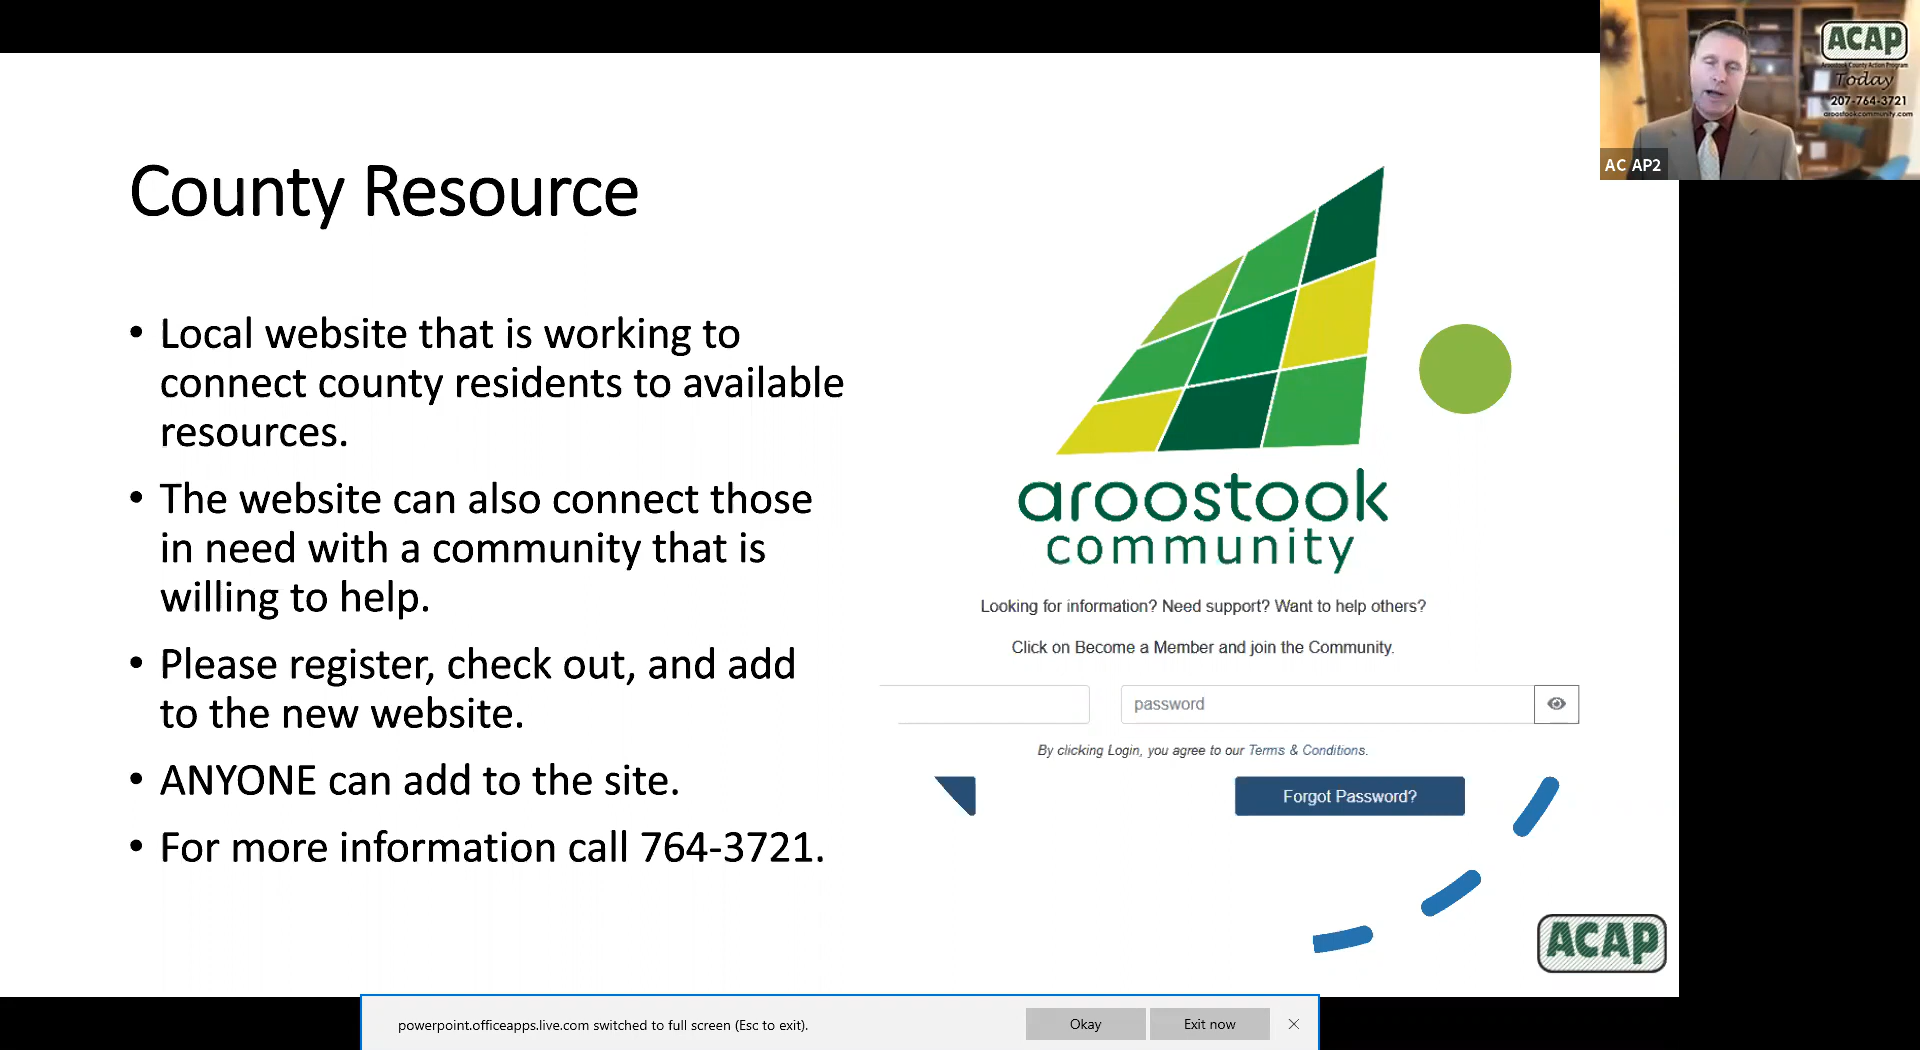 County Resource
• Local website that is working to
connect county residents to available
resources.
• The website can also connect those
in need with a community that is
willing to help.
• Please register, check out, and add
to the new website.
• ANYONE can add to the site.
• For more information call 764-3721.
aroostook
community
Looking for information? Need support? Want to help others?
Click on Become a Member and join the Community.
password
By clicking Login, you agree to our Terms & Conditions.
Forgot Password?
ACAP
ACAP
Aroostook County Action Program
Today
207-764-3721
aroostookcommunity.com
AC AP2
powerpoint.officeapps.live.com switched to full screen (Esc to exit).
Okay
Exit now